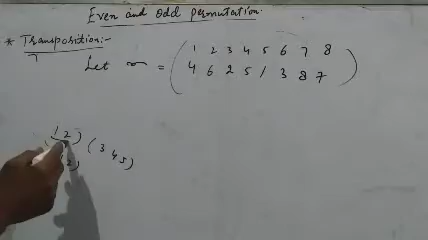 Even and odd permutation:
* Transposition:-
1 2 3 4 5 6 7 8
Let = ( )
4 6 2 5 1 3 8 7
(1 2) (3 4 5)
2)